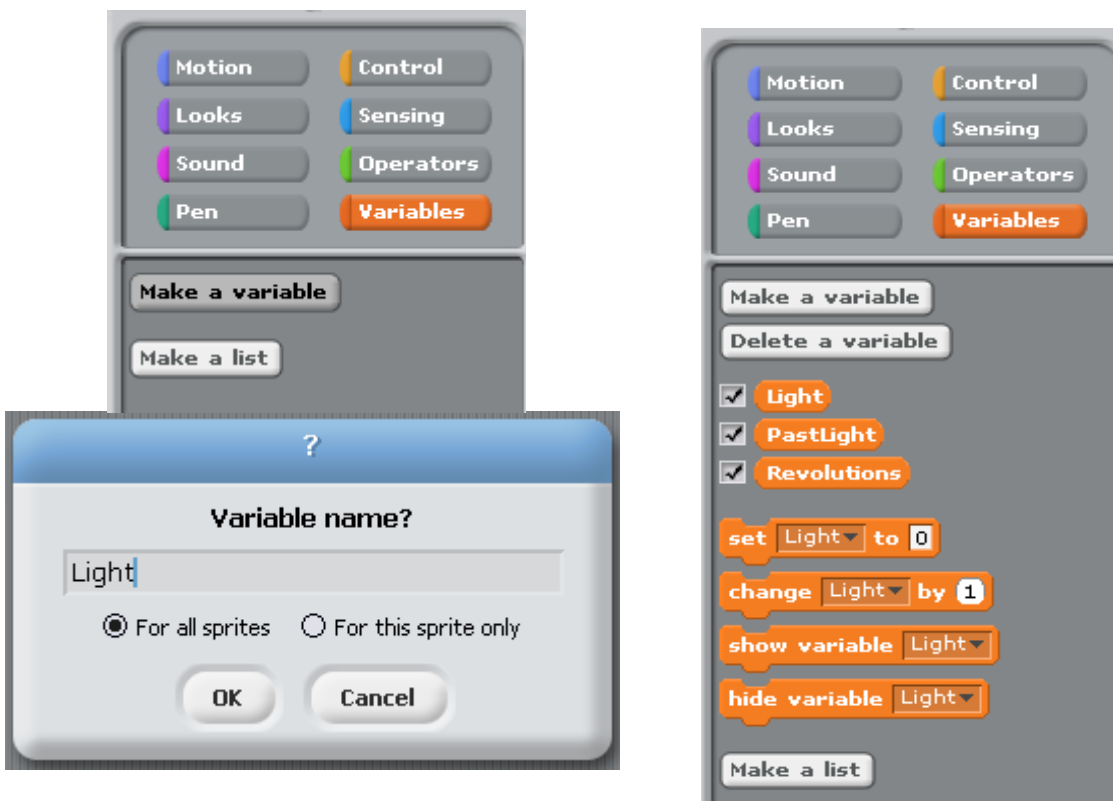 Motion Control
Looks Sensing
Sound Operators
Pen Variables
Make a variable
Make a list
?
Variable name?
Light
For all sprites For this sprite only
OK Cancel
Motion Control
Looks Sensing
Sound Operators
Pen Variables
Make a variable
Delete a variable
Light
PastLight
Revolutions
set Light to 0
change Light by 1
show variable Light
hide variable Light
Make a list